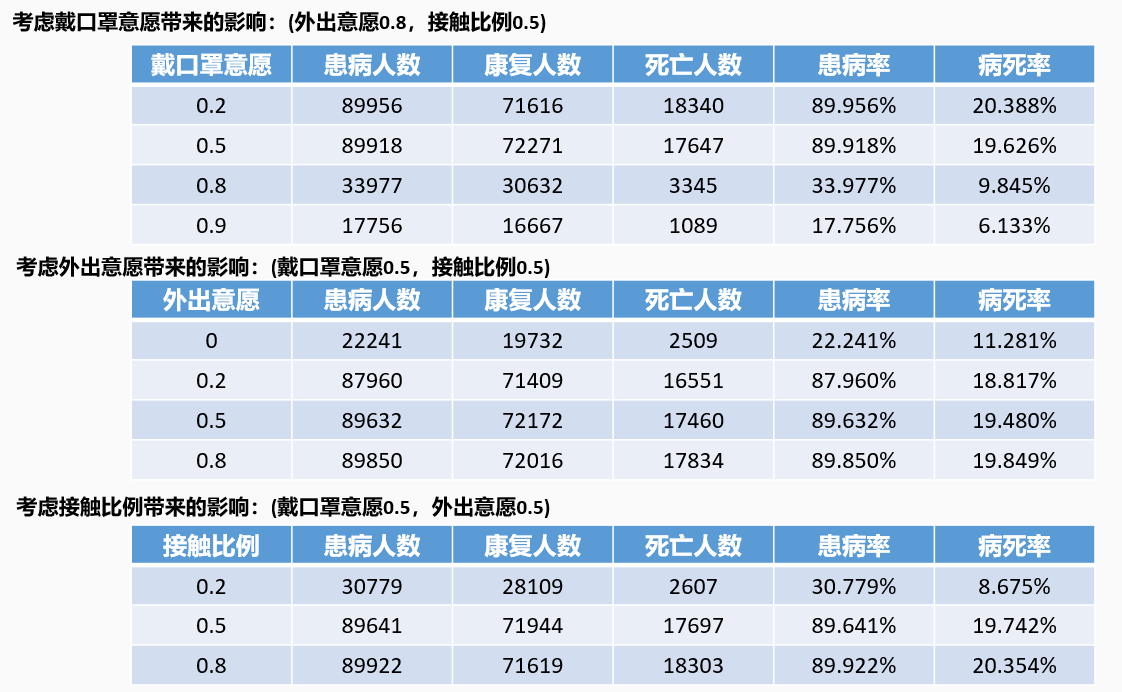 考虑戴口罩意愿带来的影响：(外出意愿0.8，接触比例0.5)
戴口罩意愿 患病人数 康复人数 死亡人数 患病率 病死率
0.2 89956 71616 18340 89.956% 20.388%
0.5 89918 72271 17647 89.918% 19.626%
0.8 33977 30632 3345 33.977% 9.845%
0.9 17756 16667 1089 17.756% 6.133%
考虑外出意愿带来的影响：(戴口罩意愿0.5，接触比例0.5)
外出意愿 患病人数 康复人数 死亡人数 患病率 病死率
0 22241 19732 2509 22.241% 11.281%
0.2 87960 71409 16551 87.960% 18.817%
0.5 89632 72172 17460 89.632% 19.480%
0.8 89850 72016 17834 89.850% 19.849%
考虑接触比例带来的影响：(戴口罩意愿0.5，外出意愿0.5)
接触比例 患病人数 康复人数 死亡人数 患病率 病死率
0.2 30779 28109 2607 30.779% 8.675%
0.5 89641 71944 17697 89.641% 19.742%
0.8 89922 71619 18303 89.922% 20.354%